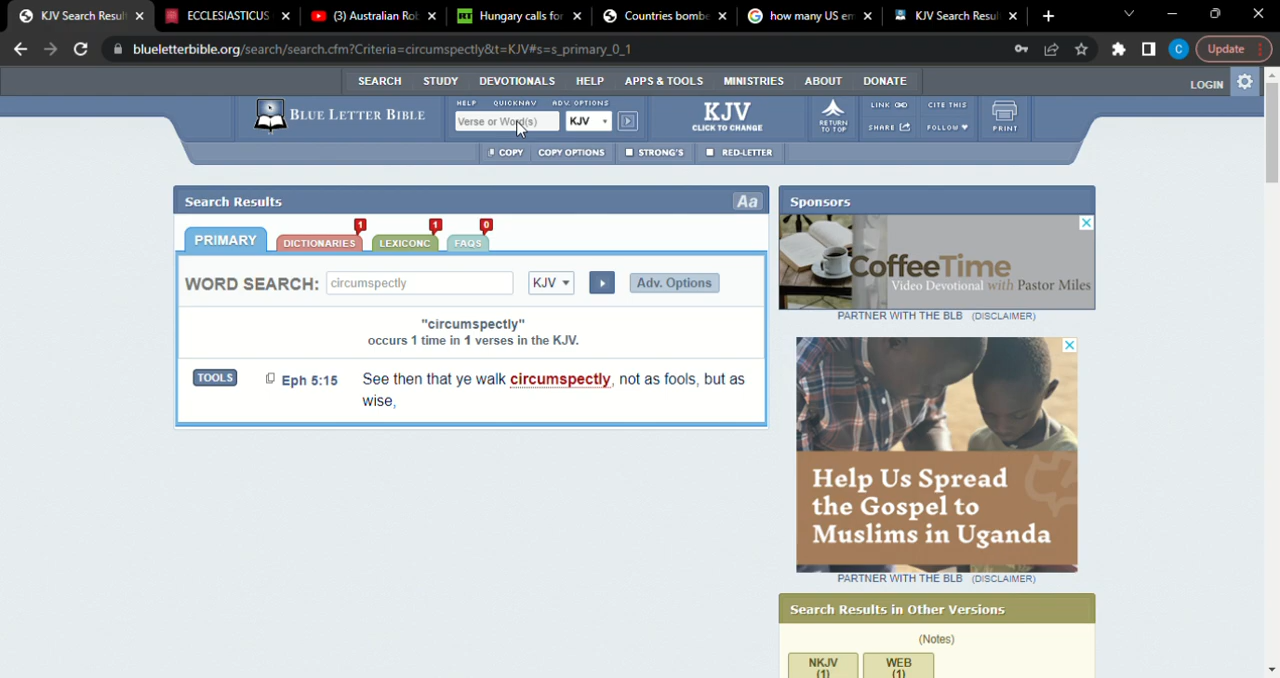 KJV Search Resul
ECCLESIASTICUS
(3) Australian Ro
Hungary calls for
Countries bombe
how many US em
KJV Search Resul
blueletterbible.org/search/search.cfm?Criteria=circumspectly&t=KJV#s=s_primary_0_1
C
Update
SEARCH STUDY DEVOTIONALS HELP APPS & TOOLS MINISTRIES ABOUT DONATE
LOGIN
BLUE LETTER BIBLE
HELP QUICKNAV ADV. OPTIONS
Verse or Word(s)
KJV
KJV
CLICK TO CHANGE
RETURN
TO TOP
LINK
CITE THIS
SHARE
FOLLOW
PRINT
COPY COPY OPTIONS STRONG'S RED-LETTER
Search Results
Aa
PRIMARY
DICTIONARIES
1
LEXICONC
1
FAQS
0
WORD SEARCH:
circumspectly
KJV
Adv. Options
"circumspectly"
occurs 1 time in 1 verses in the KJV.
TOOLS
Eph 5:15
See then that ye walk circumspectly, not as fools, but as
wise,
Sponsors
CoffeeTime
Video Devotional with Pastor Miles
PARTNER WITH THE BLB (DISCLAIMER)
Help Us Spread
the Gospel to
Muslims in Uganda
PARTNER WITH THE BLB (DISCLAIMER)
Search Results in Other Versions
(Notes)
NKJV
(1)
WEB
(1)